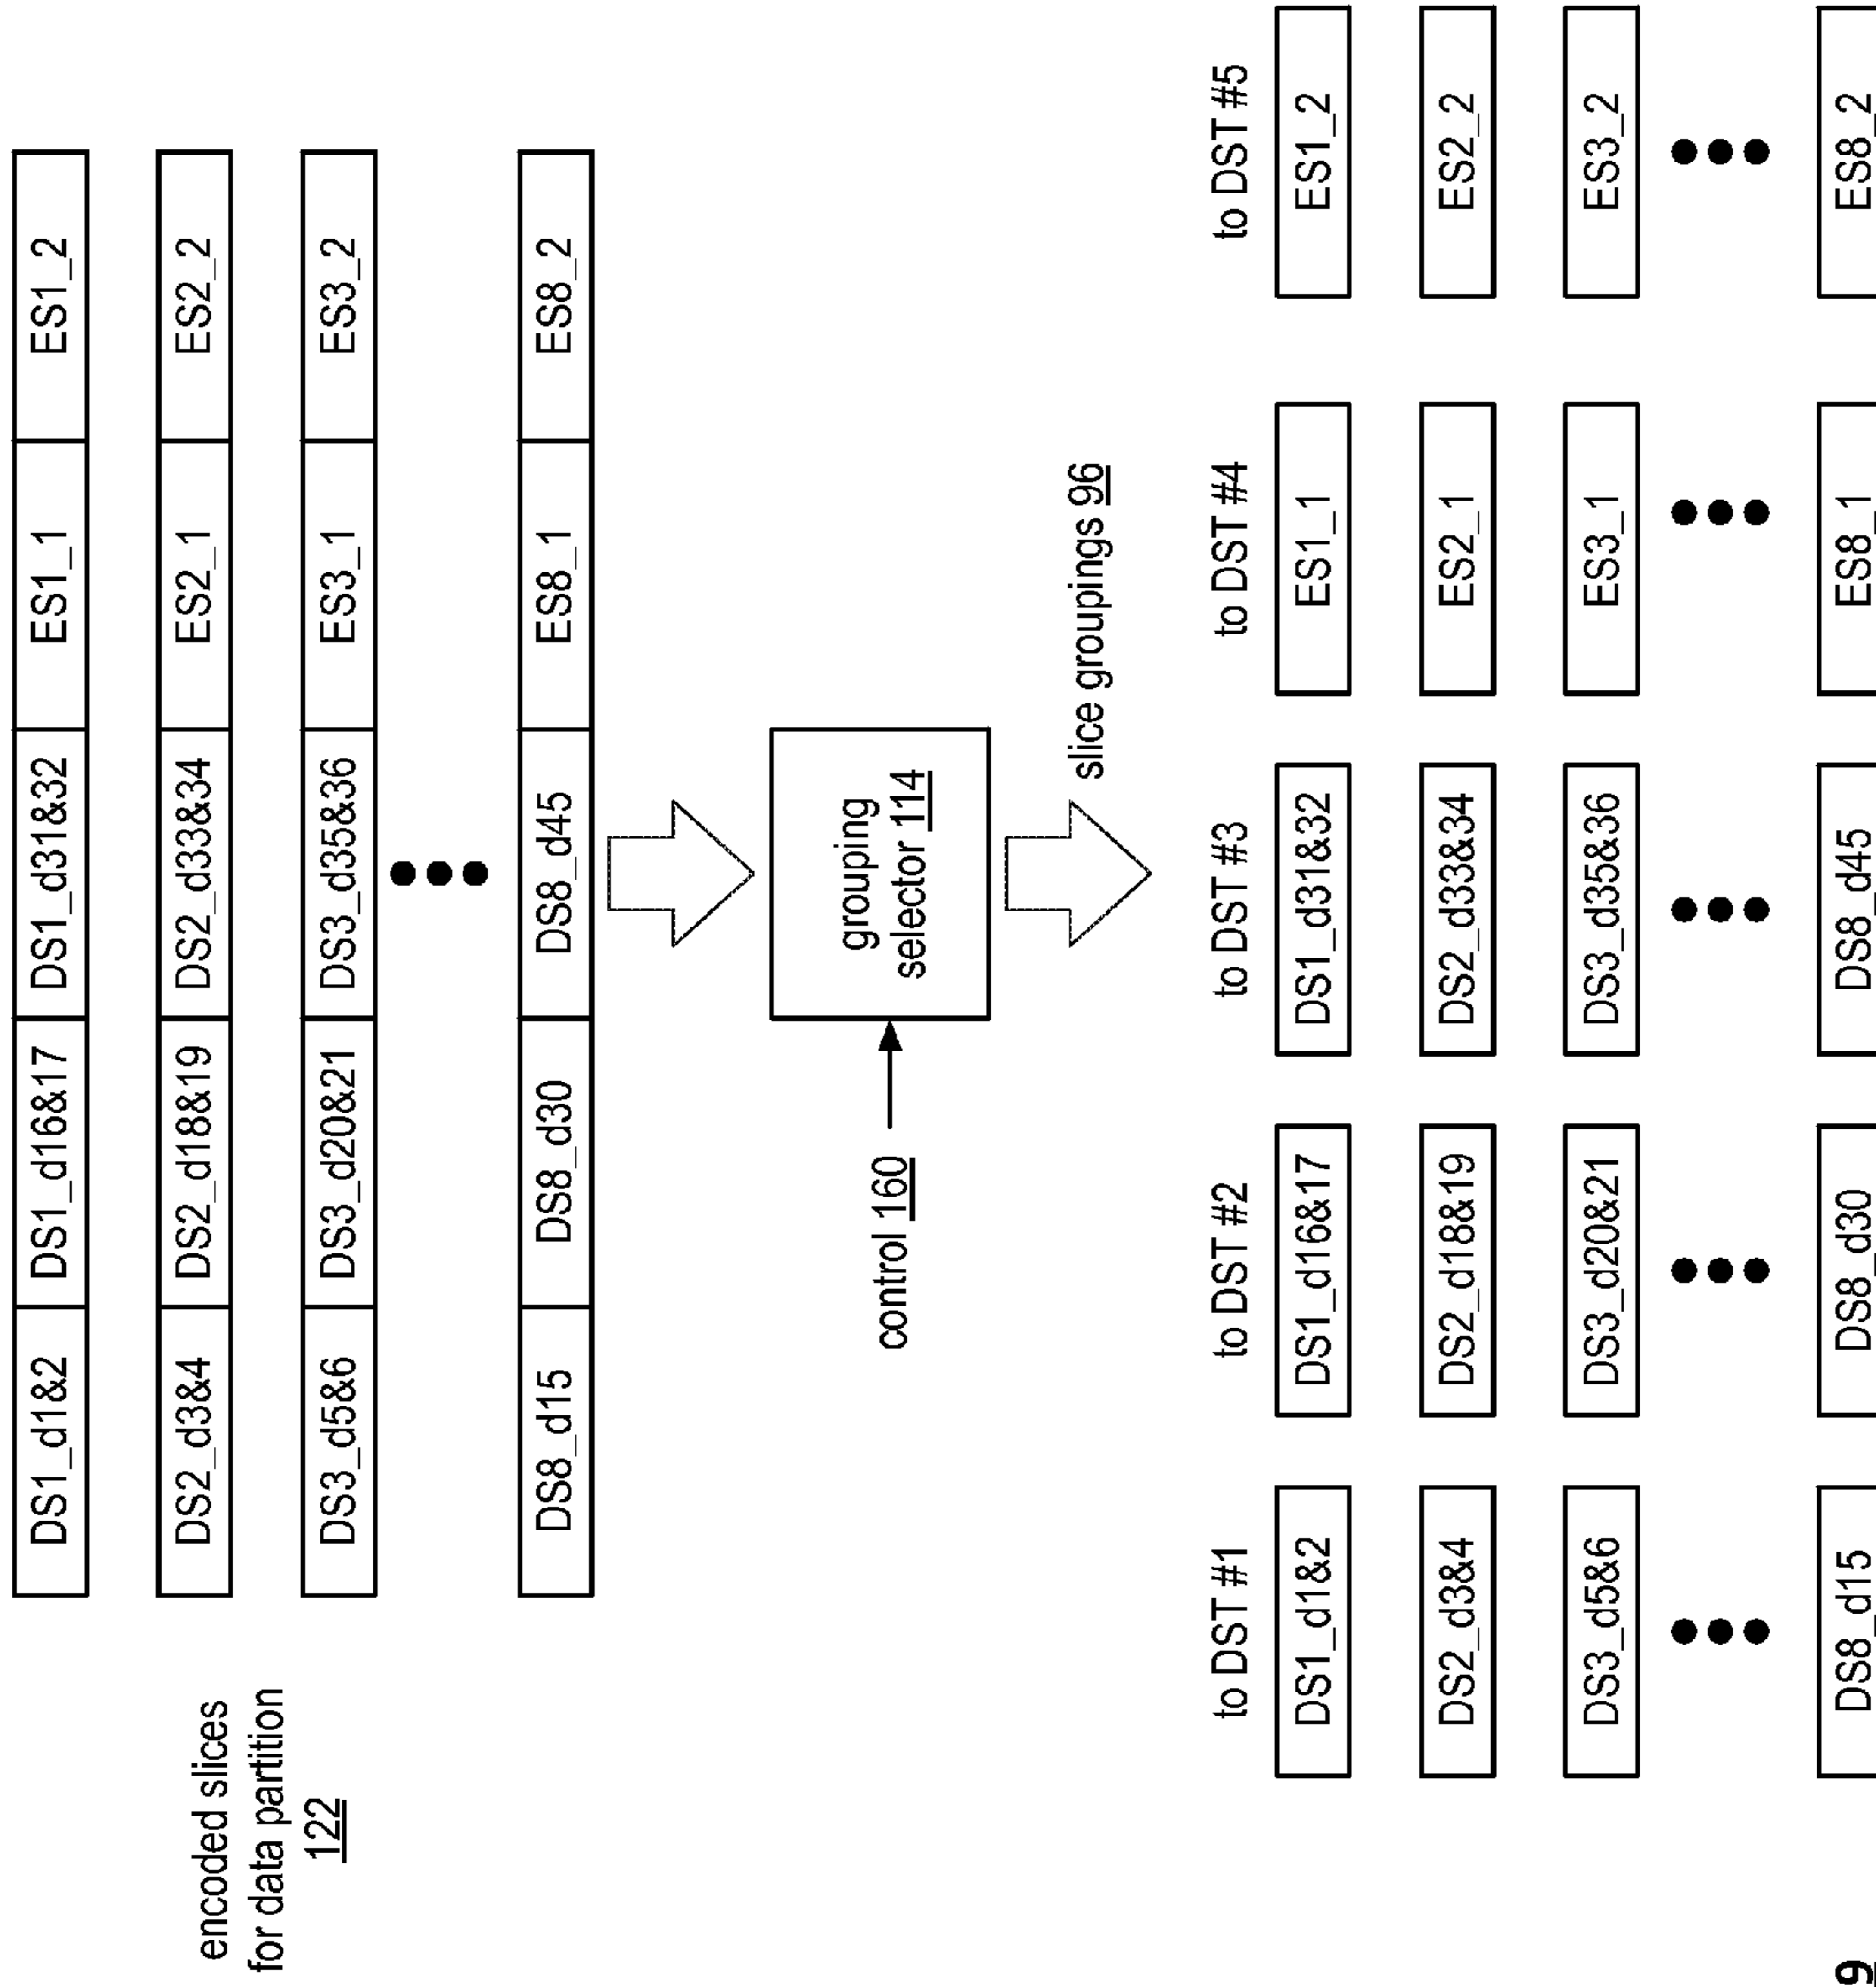 encoded slices
for data partition
122
DS1_d1&2 DS1_d16&17 DS1_d31&32 ES1_1 ES1_2
DS2_d3&4 DS2_d18&19 DS2_d33&34 ES2_1 ES2_2
DS3_d5&6 DS3_d20&21 DS3_d35&36 ES3_1 ES3_2
DS8_d15 DS8_d30 DS8_d45 ES8_1 ES8_2
control 160
grouping
selector 114
slice groupings 96
to DST #1 to DST #2 to DST #3 to DST #4 to DST #5
DS1_d1&2 DS1_d16&17 DS1_d31&32 ES1_1 ES1_2
DS2_d3&4 DS2_d18&19 DS2_d33&34 ES2_1 ES2_2
DS3_d5&6 DS3_d20&21 DS3_d35&36 ES3_1 ES3_2
DS8_d15 DS8_d30 DS8_d45 ES8_1 ES8_2